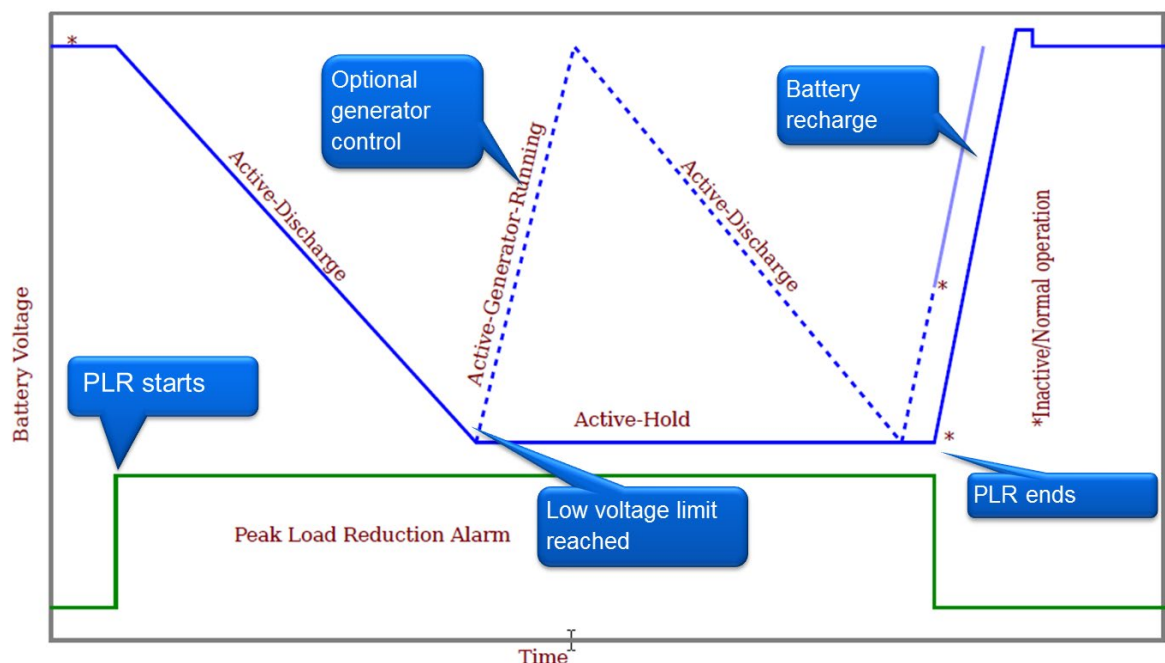 *
Optional
generator
control
Battery
recharge
Active-Discharge
Active-Generator-Running
Active-Discharge
*
*Inactive/Normal operation
Battery Voltage
PLR starts
Active-Hold
*
PLR ends
Low voltage limit
reached
Peak Load Reduction Alarm
Time